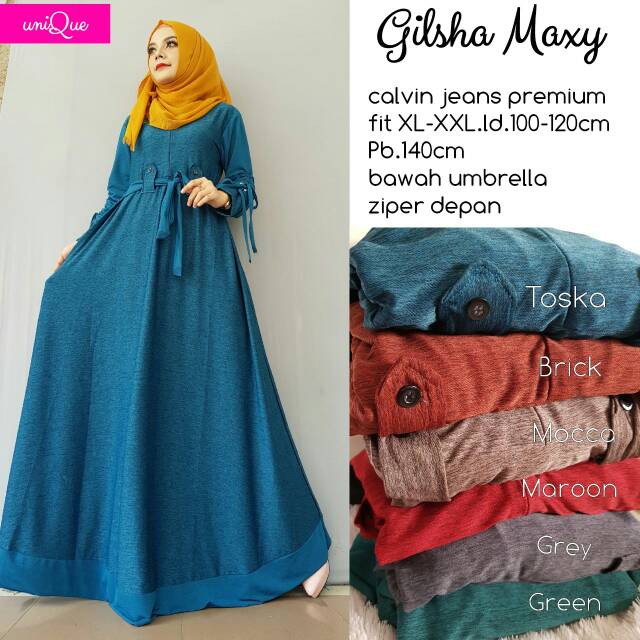 uniQue
Gilsha Maxy
calvin jeans premium
fit XL-XXL.ld.100-120cm
Pb.140cm
bawah umbrella
ziper depan
Toska
Brick
Mocca
Maroon
Grey
Green